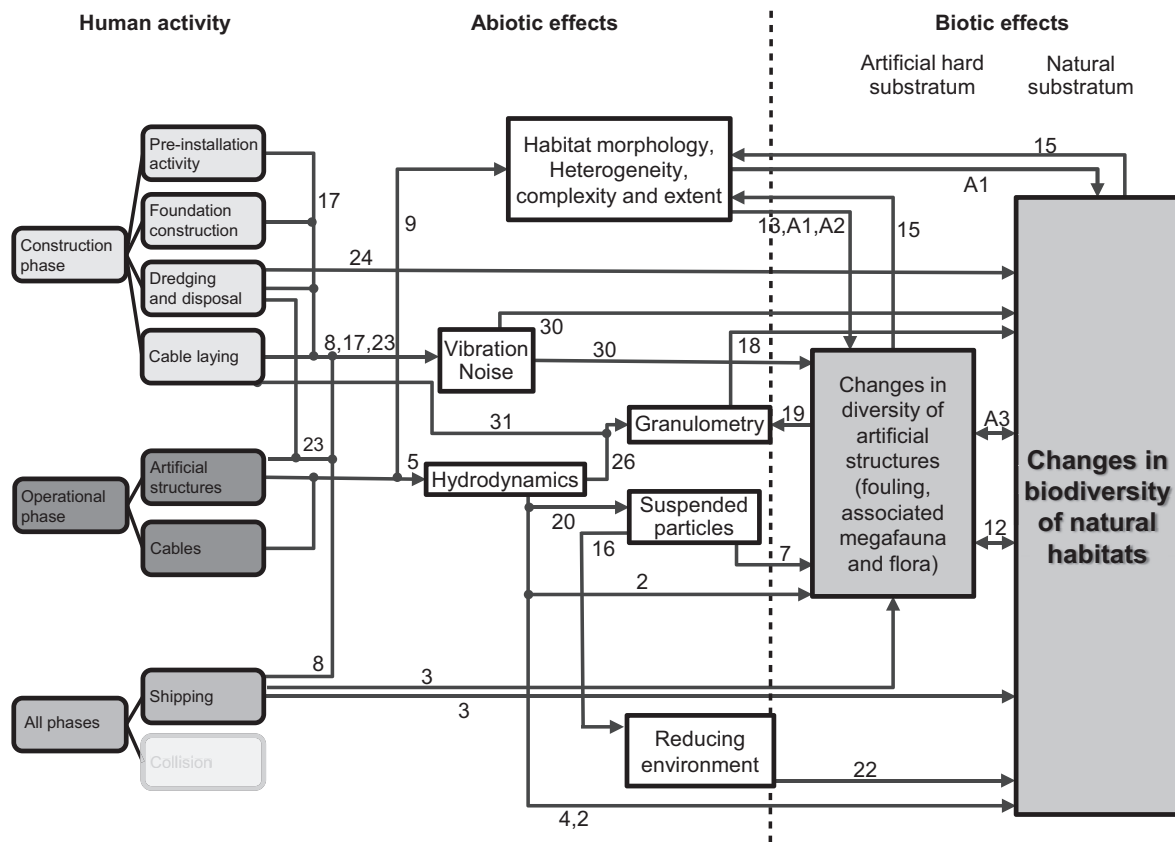 Human activity
Abiotic effects
Biotic effects
Artificial hard
substratum
Natural
substratum
Pre-installation
activity
Foundation
construction
Construction
phase
Dredging
and disposal
Cable laying
17
9
24
8,17,23
Habitat morphology,
Heterogeneity,
complexity and extent
15
A1
13,A1,A2
15
Vibration
Noise
30
30
18
31
Granulometry
19
26
23
5
Hydrodynamics
Artificial
structures
Operational
phase
Cables
20
Suspended
particles
16
7
2
Changes in
diversity of
artificial
structures
(fouling,
associated
megafauna
and flora)
A3
12
Changes in
biodiversity
of natural
habitats
8
3
3
Shipping
All phases
Collision
Reducing
environment
22
4,2